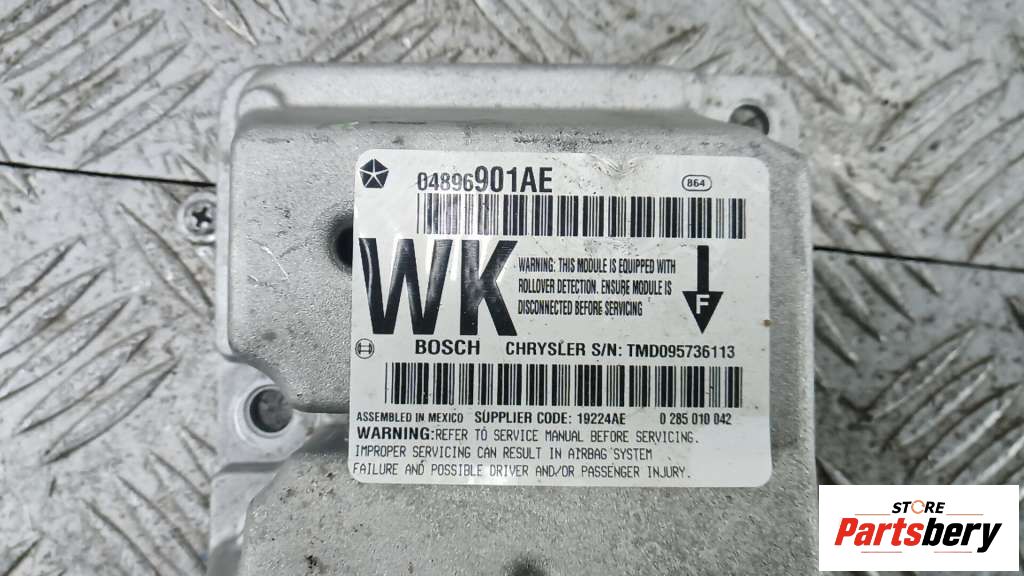 04896901AE
864
WK
WARNING: THIS MODULE IS EQUIPPED WITH
ROLLOVER DETECTION. ENSURE MODULE IS
DISCONNECTED BEFORE SERVICING
F
BOSCH CHRYSLER S/N: TMD095736113
ASSEMBLED IN MEXICO SUPPLIER CODE: 19224AE 0 285 010 042
WARNING:REFER TO SERVICE MANUAL BEFORE SERVICING.
IMPROPER SERVICING CAN RESULT IN AIRBAG SYSTEM
FAILURE AND POSSIBLE DRIVER AND/OR PASSENGER INJURY.
STORE
Partsbery